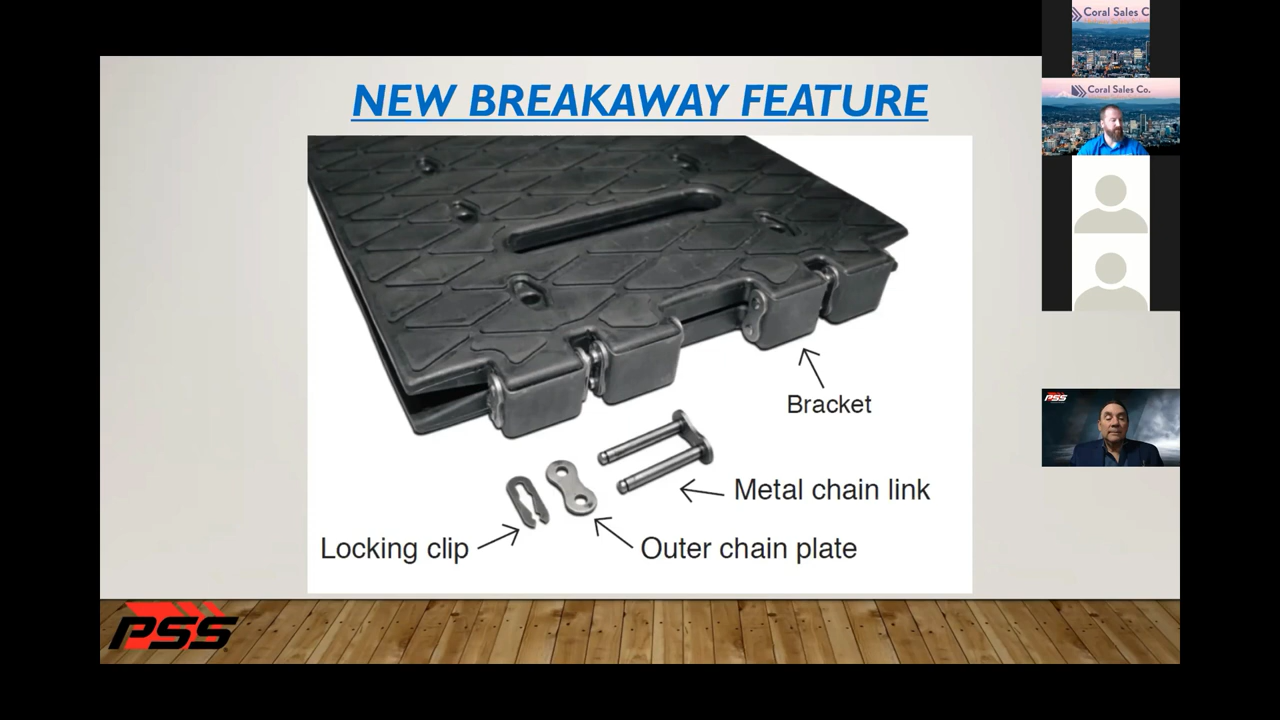 NEW BREAKAWAY FEATURE
Bracket
Metal chain link
Locking clip
Outer chain plate
PSS
Coral Sales C
Coral Sales Co.
PSS